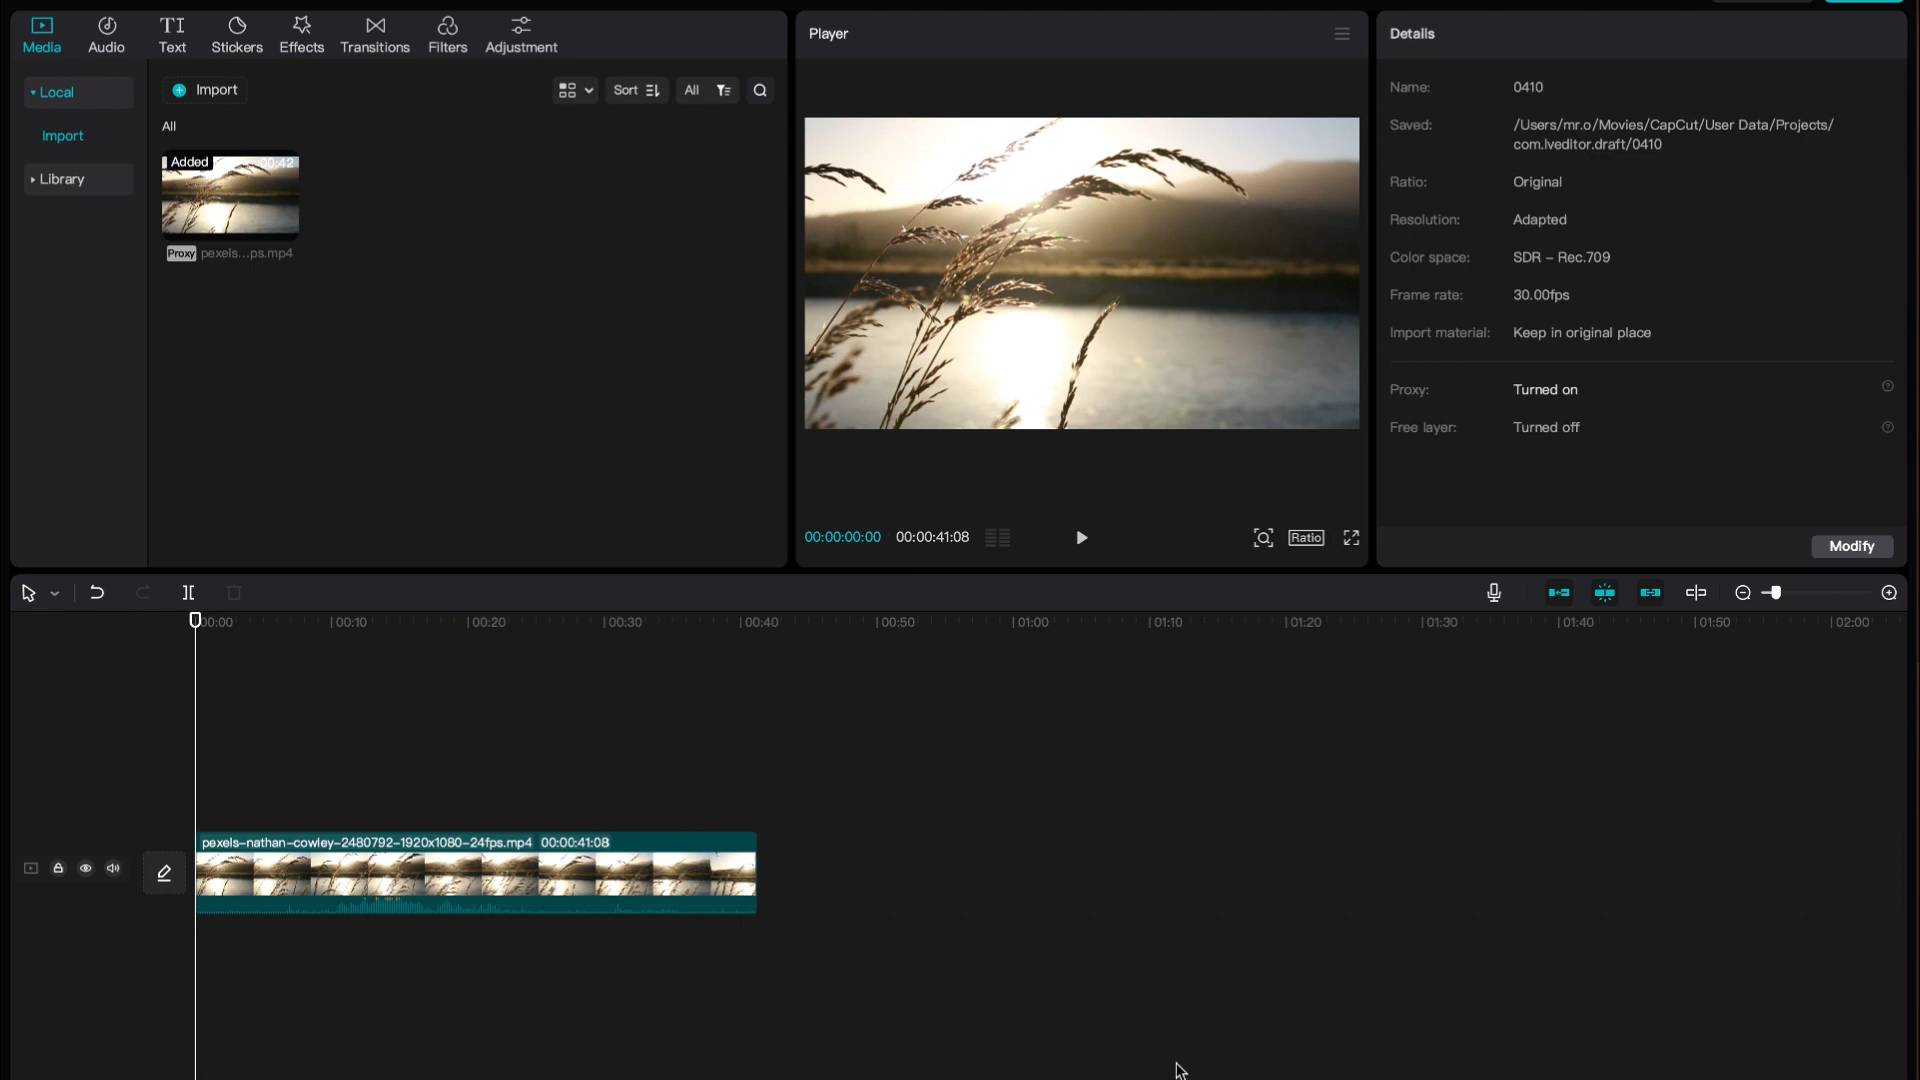 Media
Audio
Text
Stickers
Effects
Transitions
Filters
Adjustment
Local
Import
Library
Import
Sort
All
All
Added
00:42
Proxy
pexels...ps.mp4
Player
00:00:00:00
00:00:41:08
Ratio
Details
Name: 0410
Saved: /Users/mr.o/Movies/CapCut/User Data/Projects/
com.lveditor.draft/0410
Ratio: Original
Resolution: Adapted
Color space: SDR – Rec.709
Frame rate: 30.00fps
Import material: Keep in original place
Proxy: Turned on
Free layer: Turned off
Modify
00:00
00:10
00:20
00:30
00:40
00:50
01:00
01:10
01:20
01:30
01:40
01:50
02:00
pexels-nathan-cowley-2480792-1920x1080-24fps.mp4 00:00:41:08